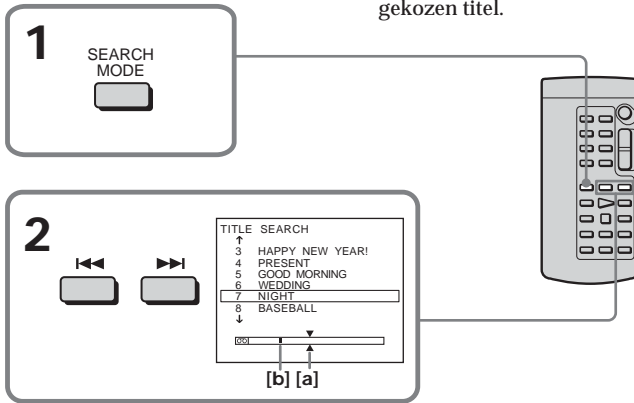 gekozen titel.
1
SEARCH
MODE
2
TITLE SEARCH
3 HAPPY NEW YEAR!
4 PRESENT
5 GOOD MORNING
6 WEDDING
7 NIGHT
8 BASEBALL
[b] [a]